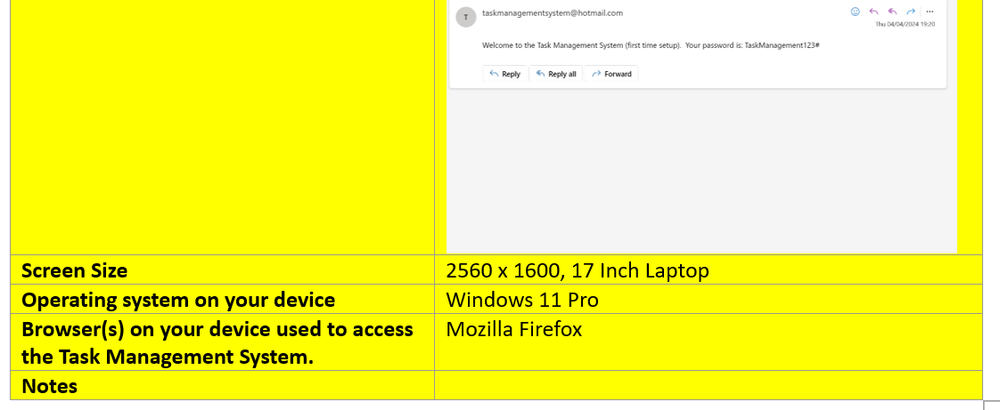 T
taskmanagementsystem@hotmail.com
Thu 04/04/2024 19:20
Welcome to the Task Management System (first time setup). Your password is: TaskManagement123#
Reply Reply all Forward
Screen Size 2560 x 1600, 17 Inch Laptop
Operating system on your device Windows 11 Pro
Browser(s) on your device used to access Mozilla Firefox
the Task Management System.
Notes